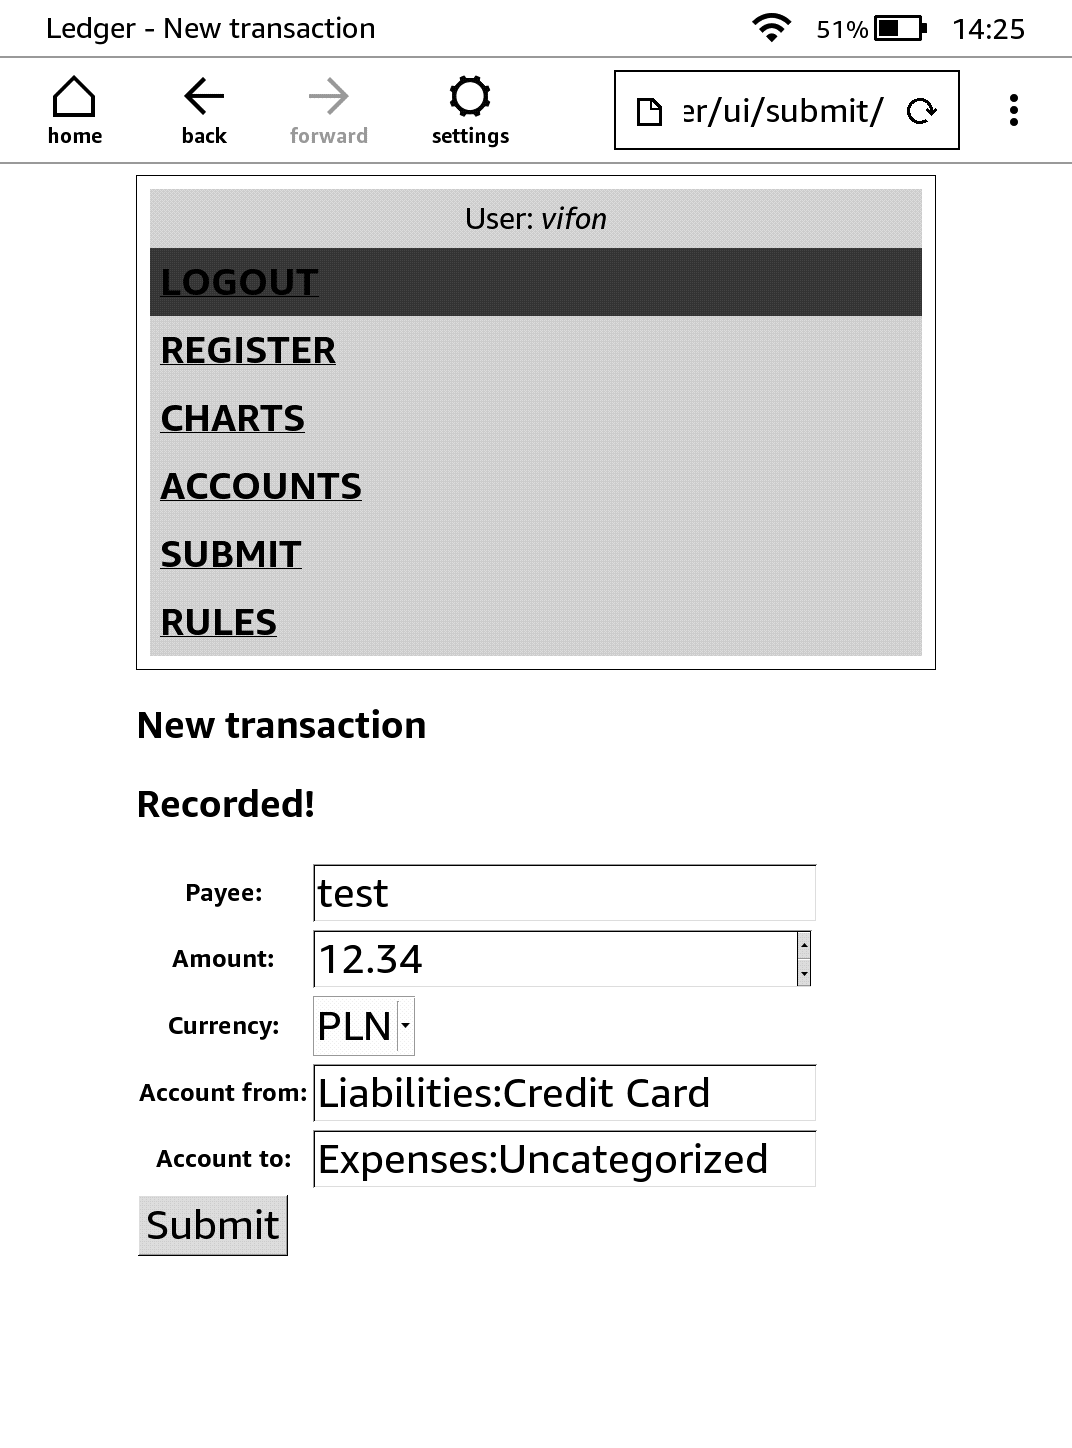 Ledger - New transaction 51% 14:25
home back forward settings er/ui/submit/
User: vifon
LOGOUT
REGISTER
CHARTS
ACCOUNTS
SUBMIT
RULES
New transaction
Recorded!
Payee: test
Amount: 12.34
Currency: PLN
Account from: Liabilities:Credit Card
Account to: Expenses:Uncategorized
Submit